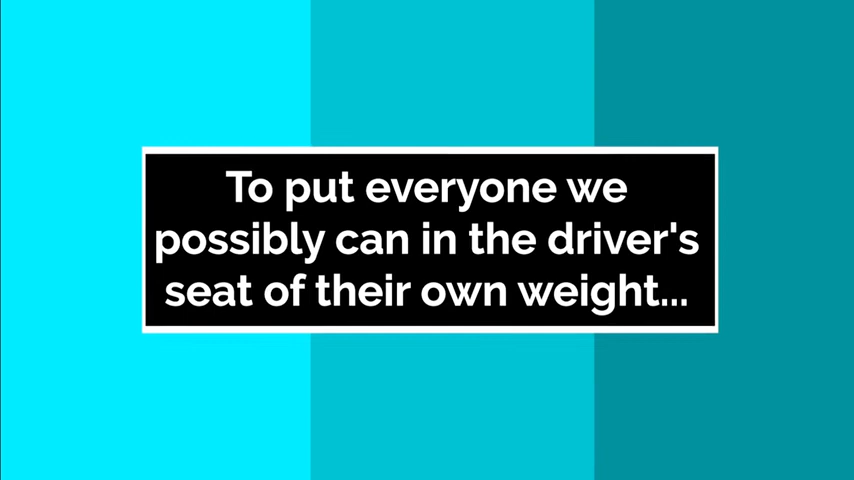 To put everyone we
possibly can in the driver's
seat of their own weight...